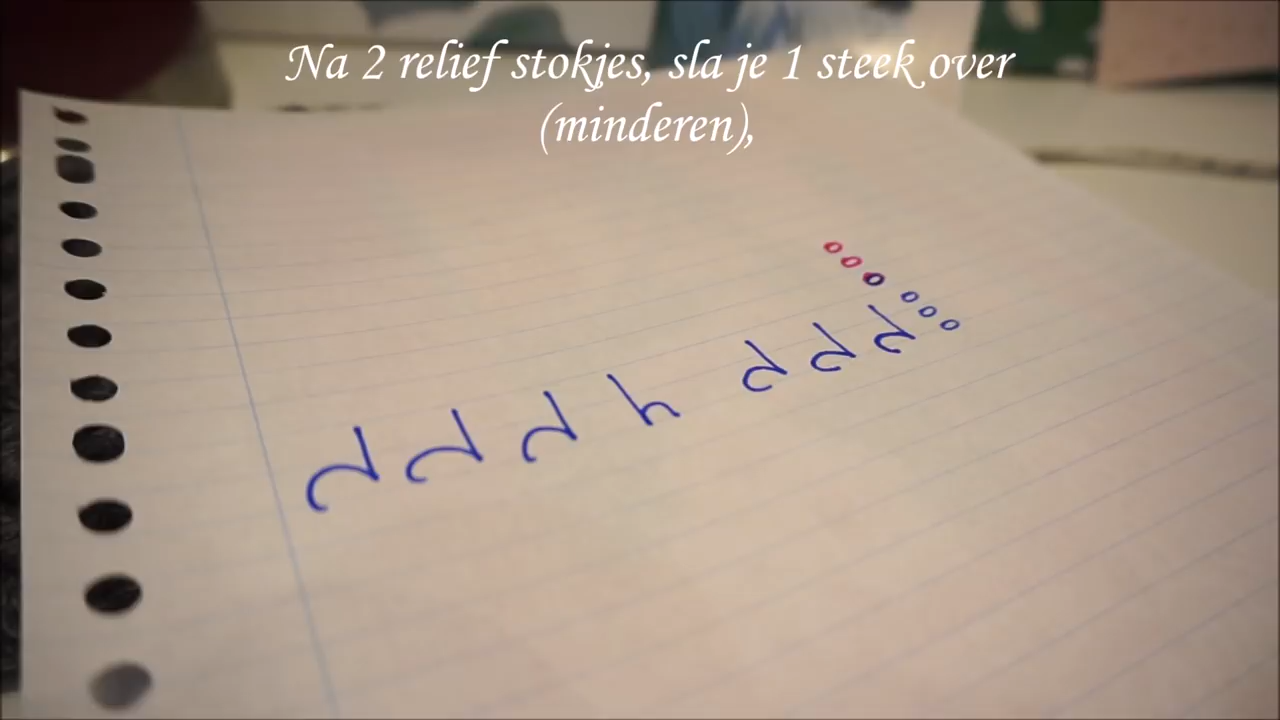 Na 2 relief stokjes, sla je 1 steek over
(minderen),